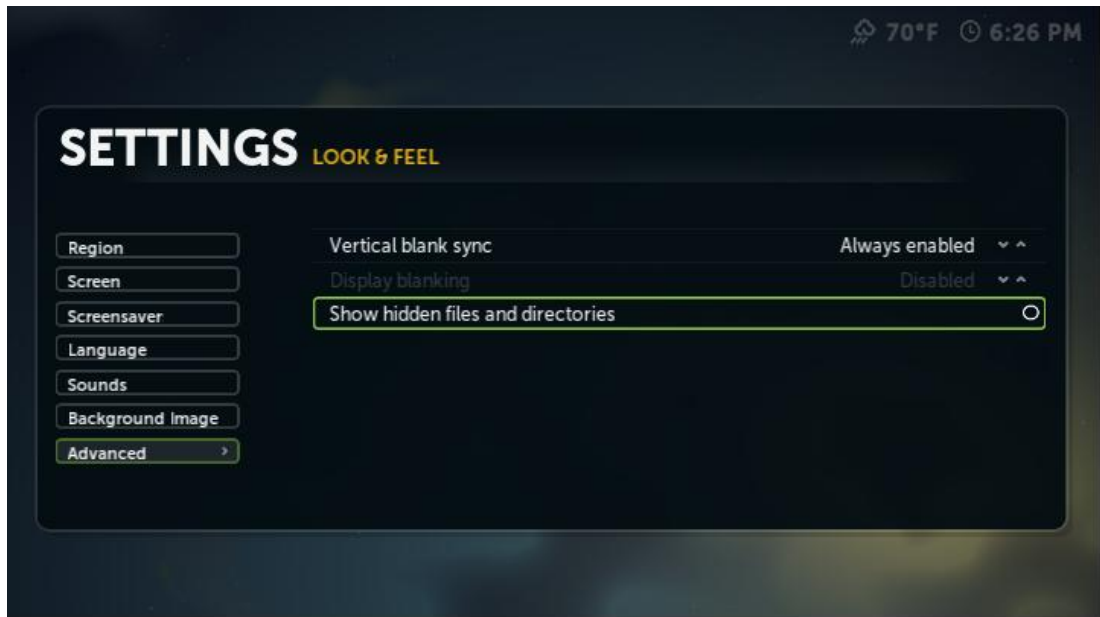 70°F 6:26 PM
SETTINGS LOOK & FEEL
Region
Screen
Screensaver
Language
Sounds
Background Image
Advanced
Vertical blank sync Always enabled
Display blanking Disabled
Show hidden files and directories